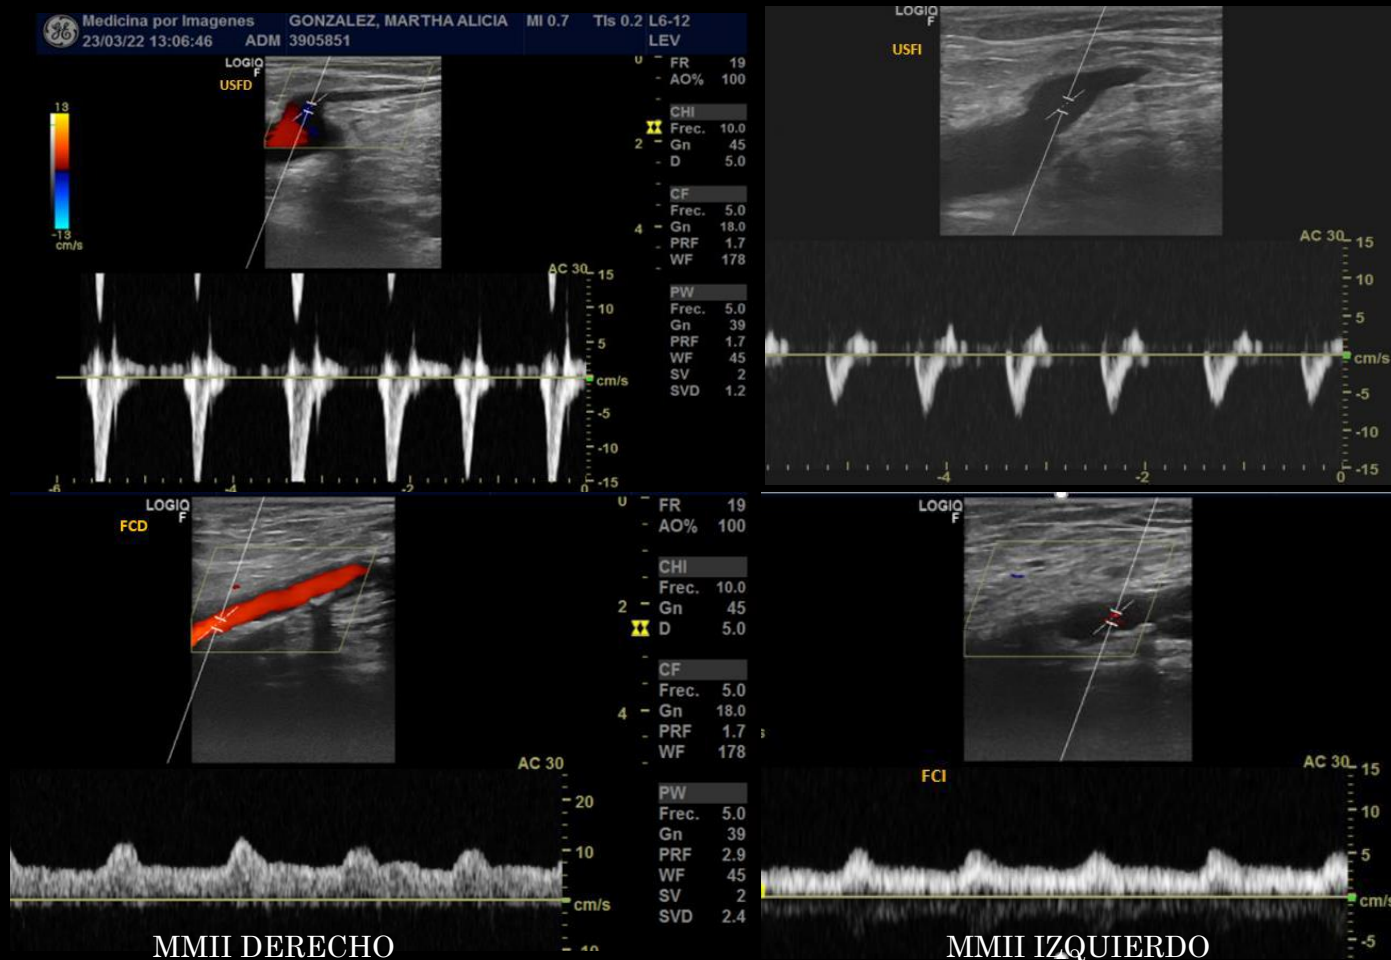 Medicina por Imagenes GONZALEZ, MARTHA ALICIA MI 0.7 TIs 0.2 L6-12
23/03/22 13:06:46 ADM 3905851 LEV
LOGIQ
F
USFD
13
-13
cm/s
0
2
4
FR 19
AO% 100
CHI
Frec. 10.0
Gn 45
D 5.0
CF
Frec. 5.0
Gn 18.0
PRF 1.7
WF 178
PW
Frec. 5.0
Gn 39
PRF 1.7
WF 45
SV 2
SVD 1.2
AC 30
15
10
5
cm/s
-5
-10
-15
-6 -4 -2 0
LOGIQ
F
USFI
AC 30
15
10
5
cm/s
-5
-10
-15
-4 -2 0
LOGIQ
F
FCD
0
2
4
FR 19
AO% 100
CHI
Frec. 10.0
Gn 45
D 5.0
CF
Frec. 5.0
Gn 18.0
PRF 1.7
WF 178
PW
Frec. 5.0
Gn 39
PRF 2.9
WF 45
SV 2
SVD 2.4
AC 30
20
10
cm/s
-10
MMII DERECHO
LOGIQ
F
s
FCI
AC 30
15
10
5
cm/s
-5
MMII IZQUIERDO